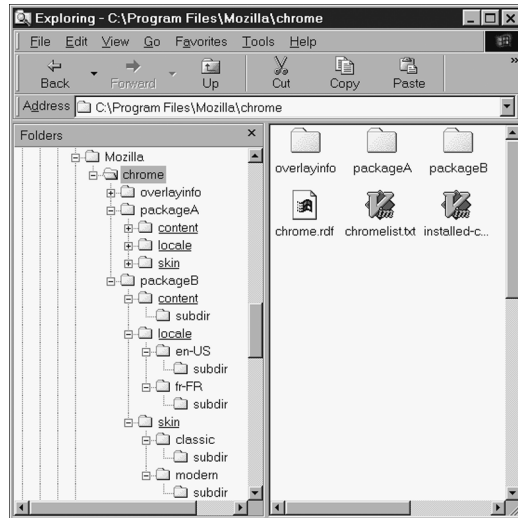 Exploring - C:\Program Files\Mozilla\chrome
File Edit View Go Favorites Tools Help
Back Forward Up Cut Copy Paste »
Address C:\Program Files\Mozilla\chrome
Folders
Mozilla
chrome
overlayinfo
packageA
content
locale
skin
packageB
content
subdir
locale
en-US
subdir
fr-FR
subdir
skin
classic
subdir
modern
subdir
overlayinfo packageA packageB
chrome.rdf chromelist.txt installed-c...